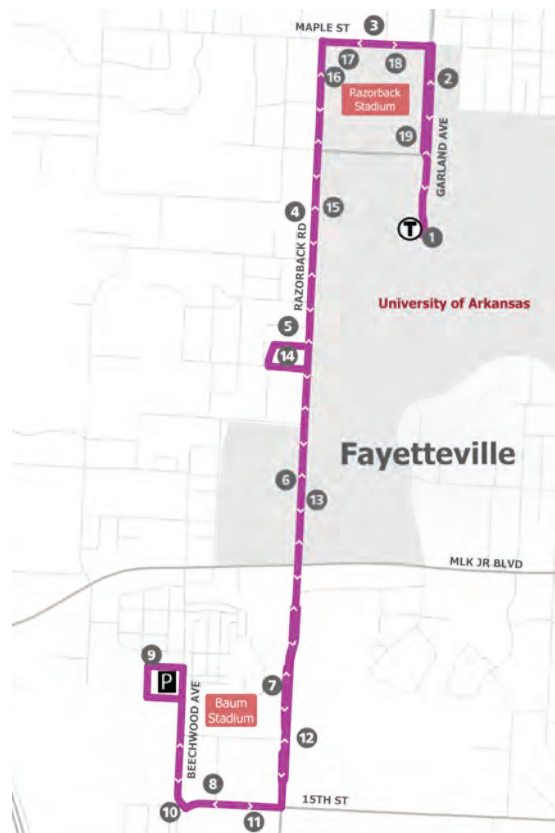 MAPLE ST
3
17
18
16
2
Razorback
Stadium
19
GARLAND AVE
4
15
T
1
RAZORBACK RD
University of Arkansas
5
14
Fayetteville
6
13
MLK JR BLVD
9
P
7
BEECHWOOD AVE
Baum
Stadium
12
8
10
11
15TH ST